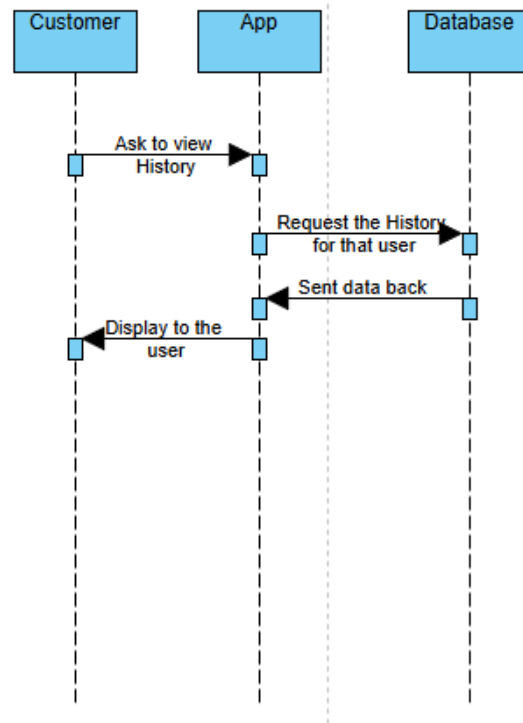 Customer
App
Database
Ask to view
History
Request the History
for that user
Sent data back
Display to the
user